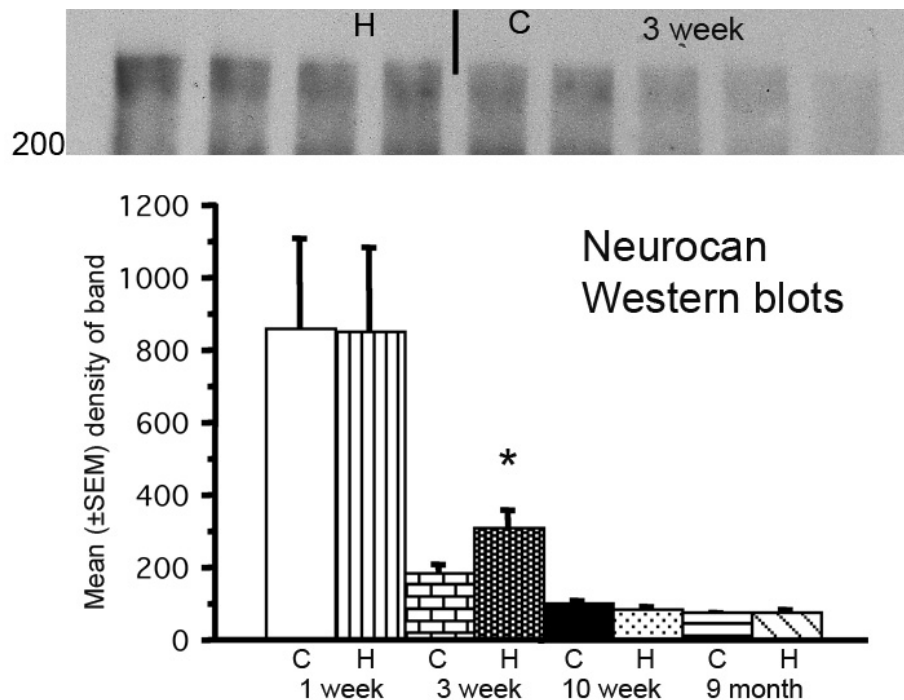 H C 3 week
200
1200
1000
800
600
400
200
0
Mean (±SEM) density of band
Neurocan
Western blots
*
C H C H C H C H
1 week 3 week 10 week 9 month